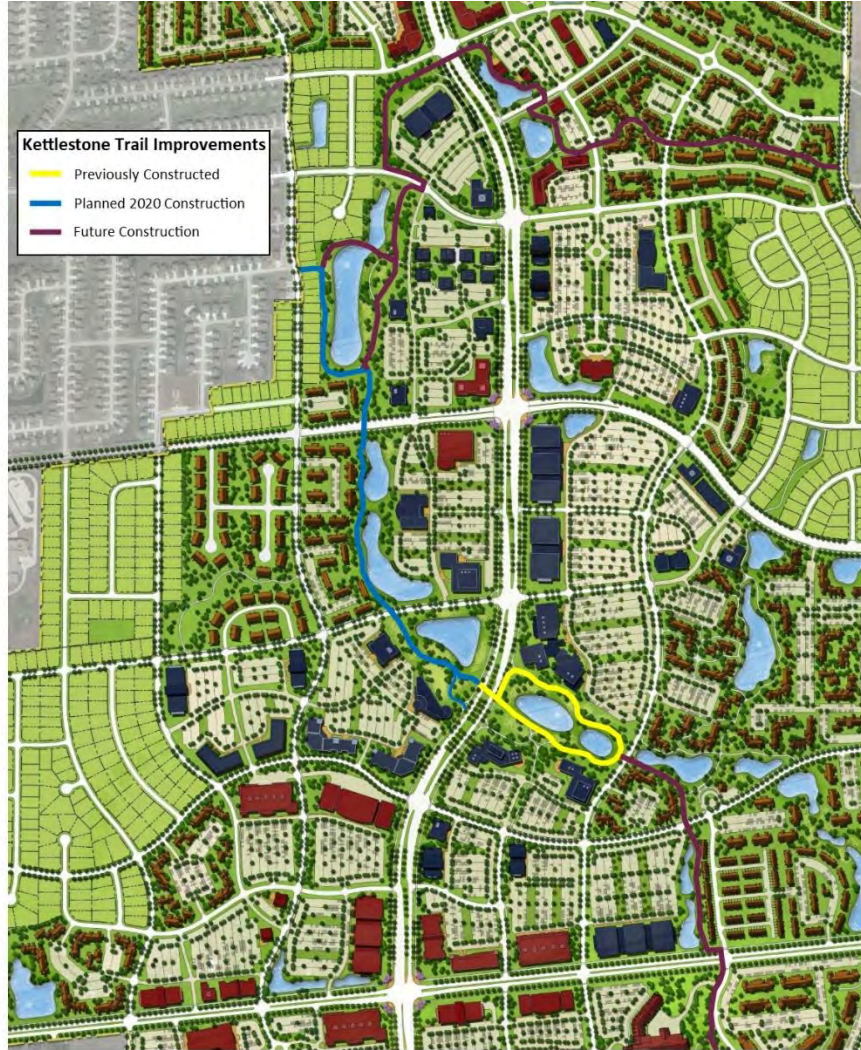 Kettlestone Trail Improvements
Previously Constructed
Planned 2020 Construction
Future Construction